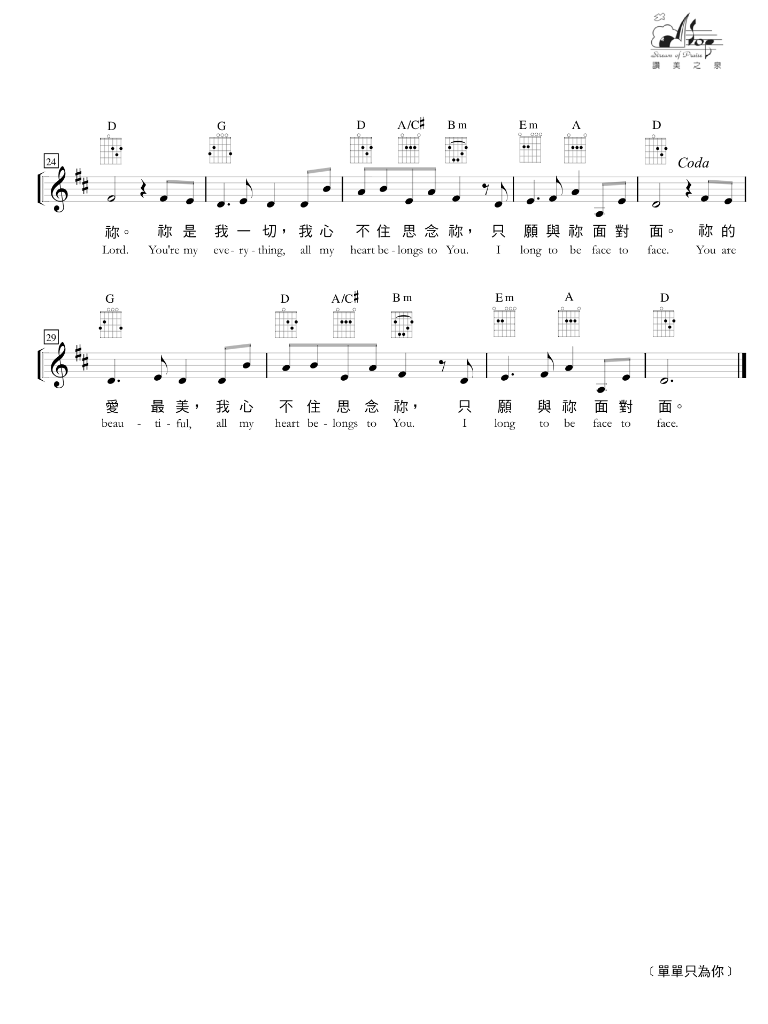 Stream of Praise
讚美之泉
D G D A/C♯ Bm Em A D
24 Coda
祢。 祢是 我一切，我心 不住思念祢，只 願與祢面對 面。祢的
Lord. You're my eve-ry-thing, all my heart be-longs to You. I long to be face to face. You are
G D A/C♯ Bm Em A D
29
愛 最美，我心 不住思念祢， 只 願 與祢面對 面。
beau - ti - ful, all my heart be - longs to You. I long to be face to face.
﹝單單只為你﹞